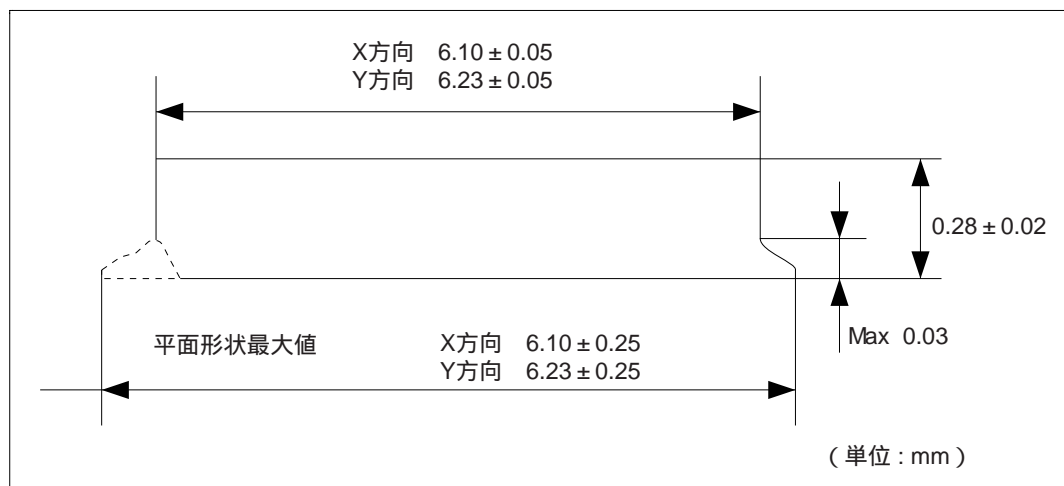 X方向 6.10 ± 0.05
Y方向 6.23 ± 0.05
0.28 ± 0.02
Max 0.03
平面形状最大値
X方向 6.10 ± 0.25
Y方向 6.23 ± 0.25
（単位 : mm）